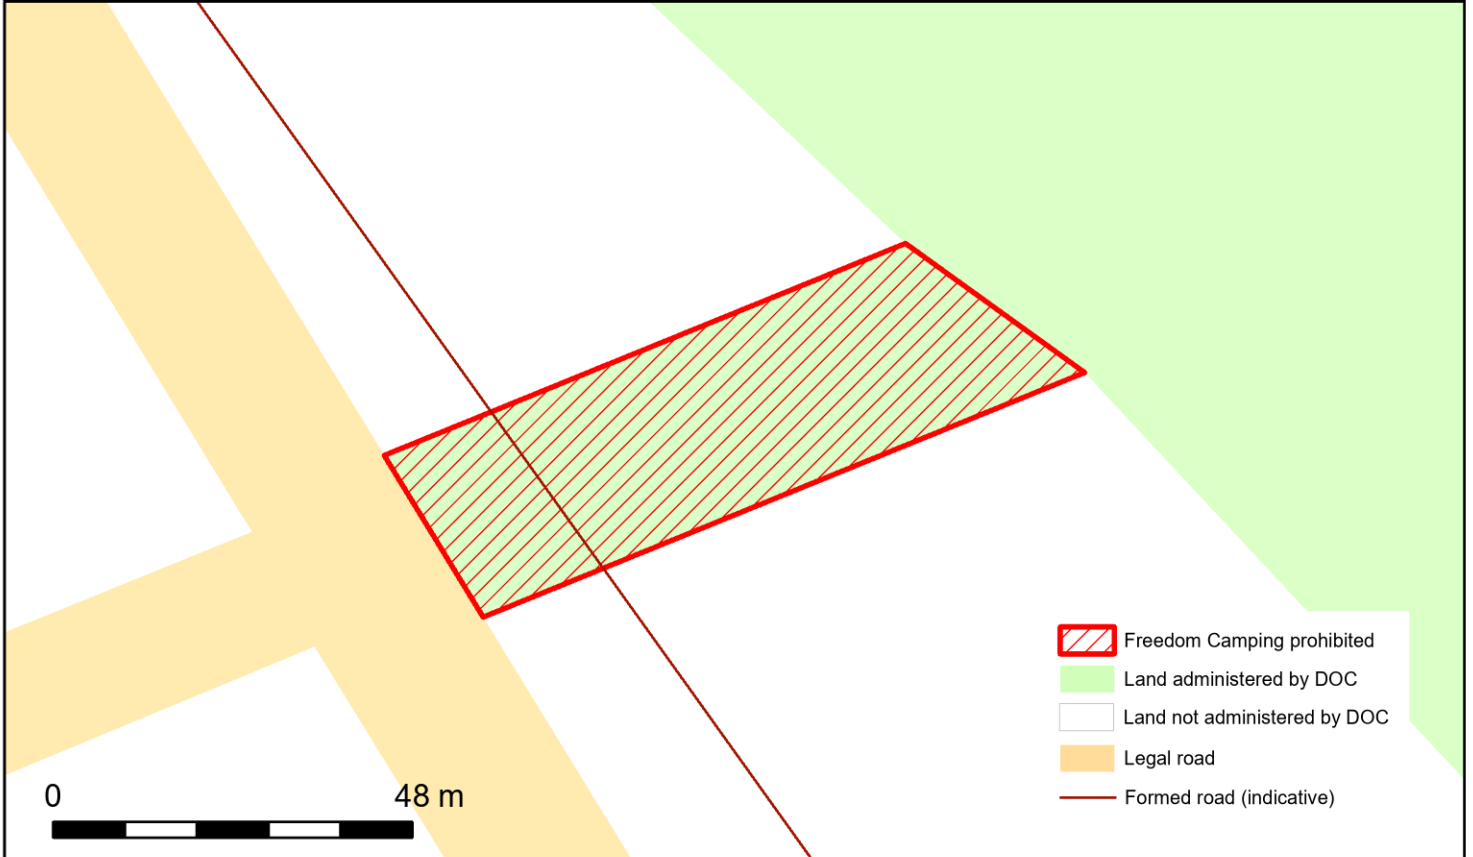 Freedom Camping prohibited
Land administered by DOC
Land not administered by DOC
Legal road
Formed road (indicative)
0 48 m